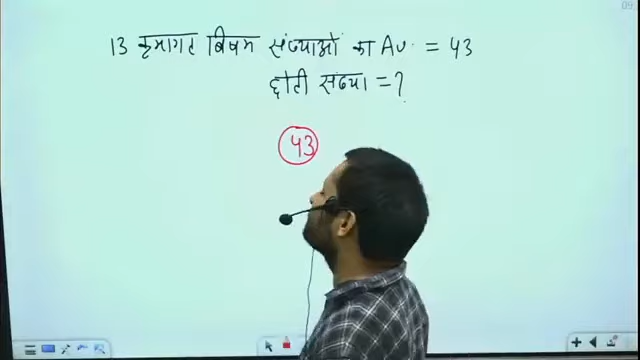 13 क्रमागत विषम संख्याओं का Av. = 43
छोटी संख्या = ?
43